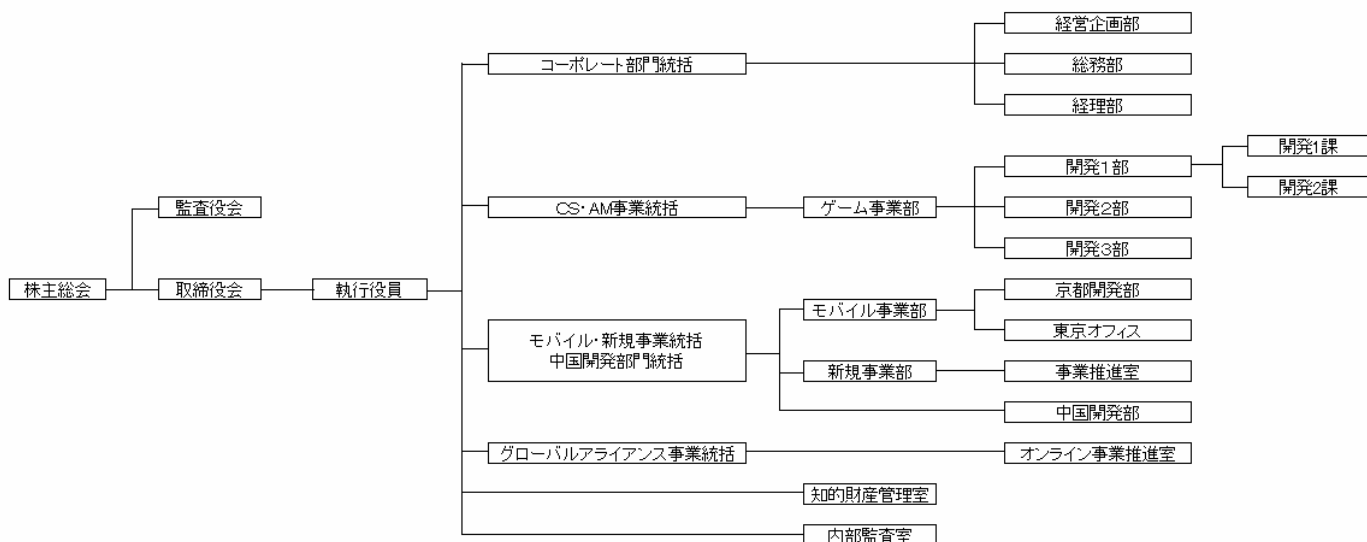 経営企画部
コーポレート部門統括
総務部
経理部
開発1課
開発1部
開発2課
監査役会
CS・AM事業統括
ゲーム事業部
開発2部
開発3部
株主総会
取締役会
執行役員
京都開発部
モバイル事業部
東京オフィス
モバイル・新規事業統括
中国開発部門統括
新規事業部
事業推進室
中国開発部
グローバルアライアンス事業統括
オンライン事業推進室
知的財産管理室
内部監査室